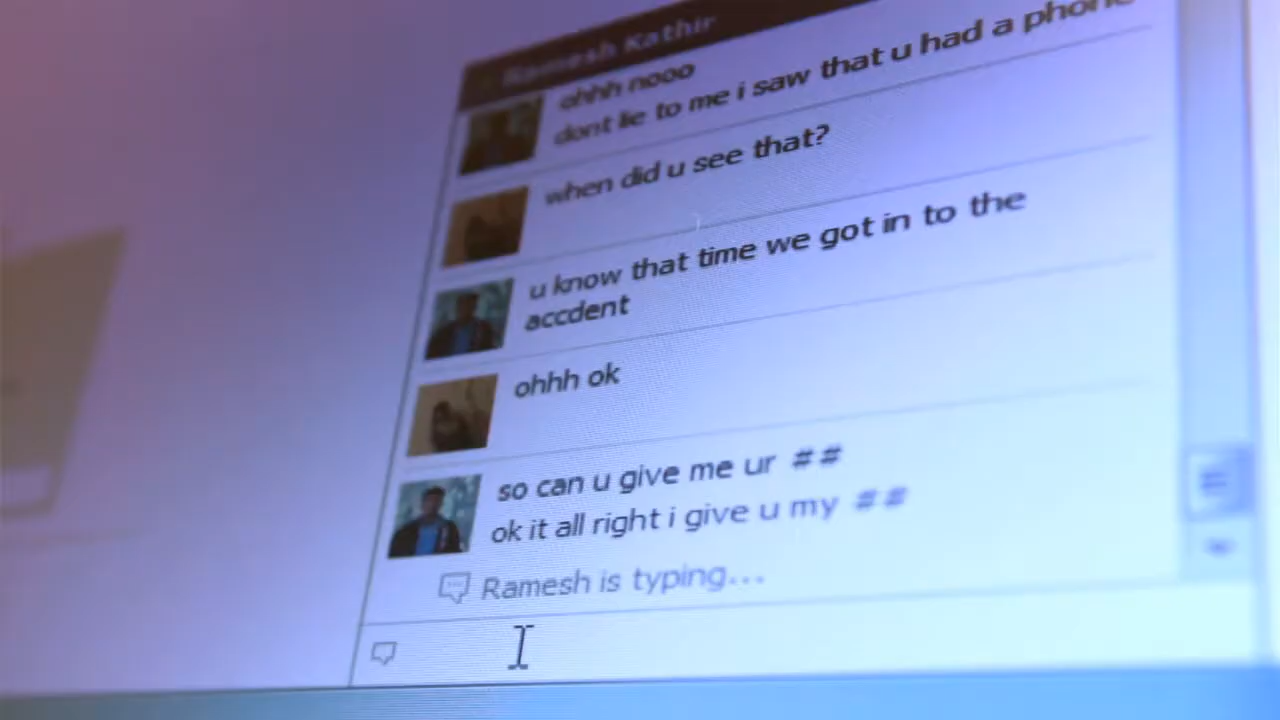 Ramesh Kathir
ohhh nooo
dont lie to me i saw that u had a phone
when did u see that?
u know that time we got in to the
accdent
ohhh ok
so can u give me ur ##
ok it all right i give u my ##
Ramesh is typing...